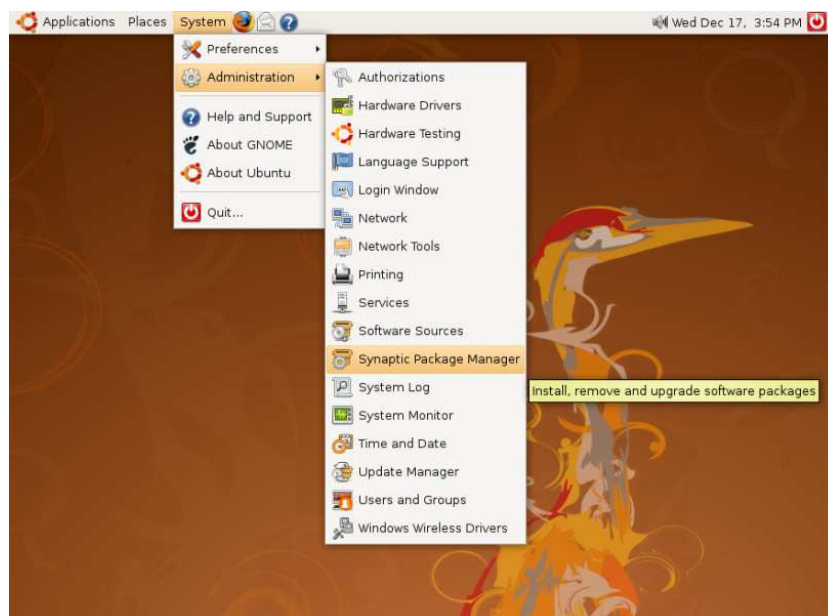 Applications Places System Wed Dec 17, 3:54 PM
Preferences
Administration
Help and Support
About GNOME
About Ubuntu
Quit...
Authorizations
Hardware Drivers
Hardware Testing
Language Support
Login Window
Network
Network Tools
Printing
Services
Software Sources
Synaptic Package Manager
Install, remove and upgrade software packages
System Log
System Monitor
Time and Date
Update Manager
Users and Groups
Windows Wireless Drivers